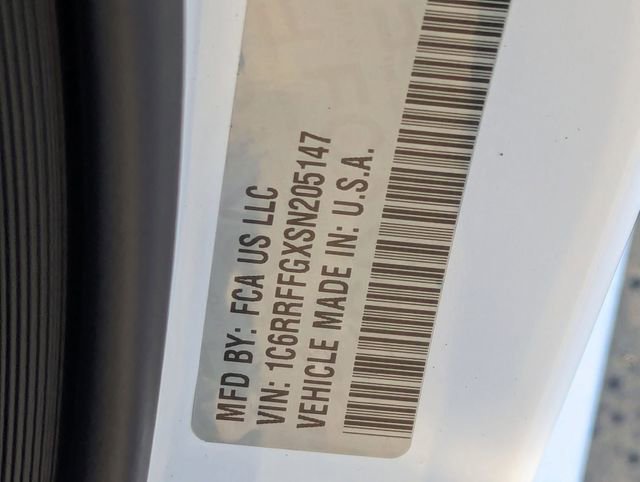 MFD BY: FCA US LLC
VIN: 1C6RRFFGXSN205147
VEHICLE MADE IN: U.S.A.